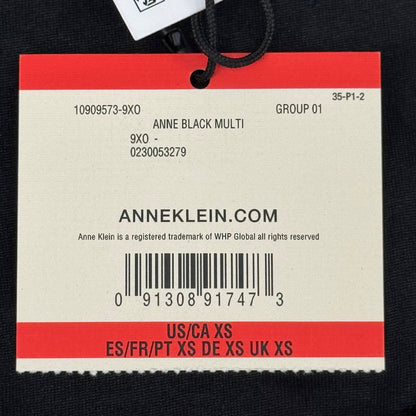 35-P1-2
10909573-9XO GROUP 01
ANNE BLACK MULTI
9XO -
0230053279
ANNEKLEIN.COM
Anne Klein is a registered trademark of WHP Global all rights reserved
0 91308 91747 3
US/CA XS
ES/FR/PT XS DE XS UK XS